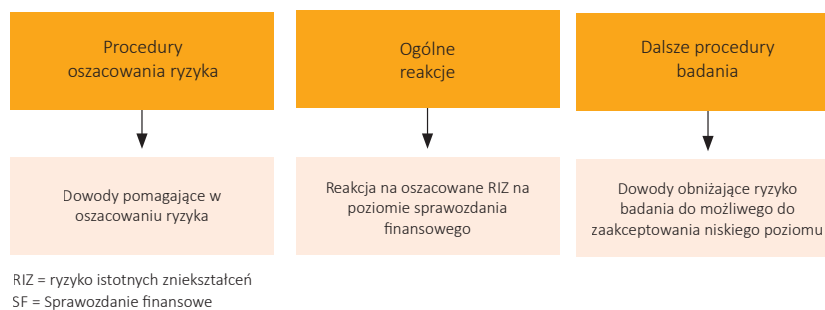 Procedury
oszacowania ryzyka
Ogólne
reakcje
Dalsze procedury
badania
Dowody pomagające w
oszacowaniu ryzyka
Reakcja na oszacowane RIZ na
poziomie sprawozdania
finansowego
Dowody obniżające ryzyko
badania do możliwego do
zaakceptowania niskiego poziomu
RIZ = ryzyko istotnych zniekształceń
SF = Sprawozdanie finansowe